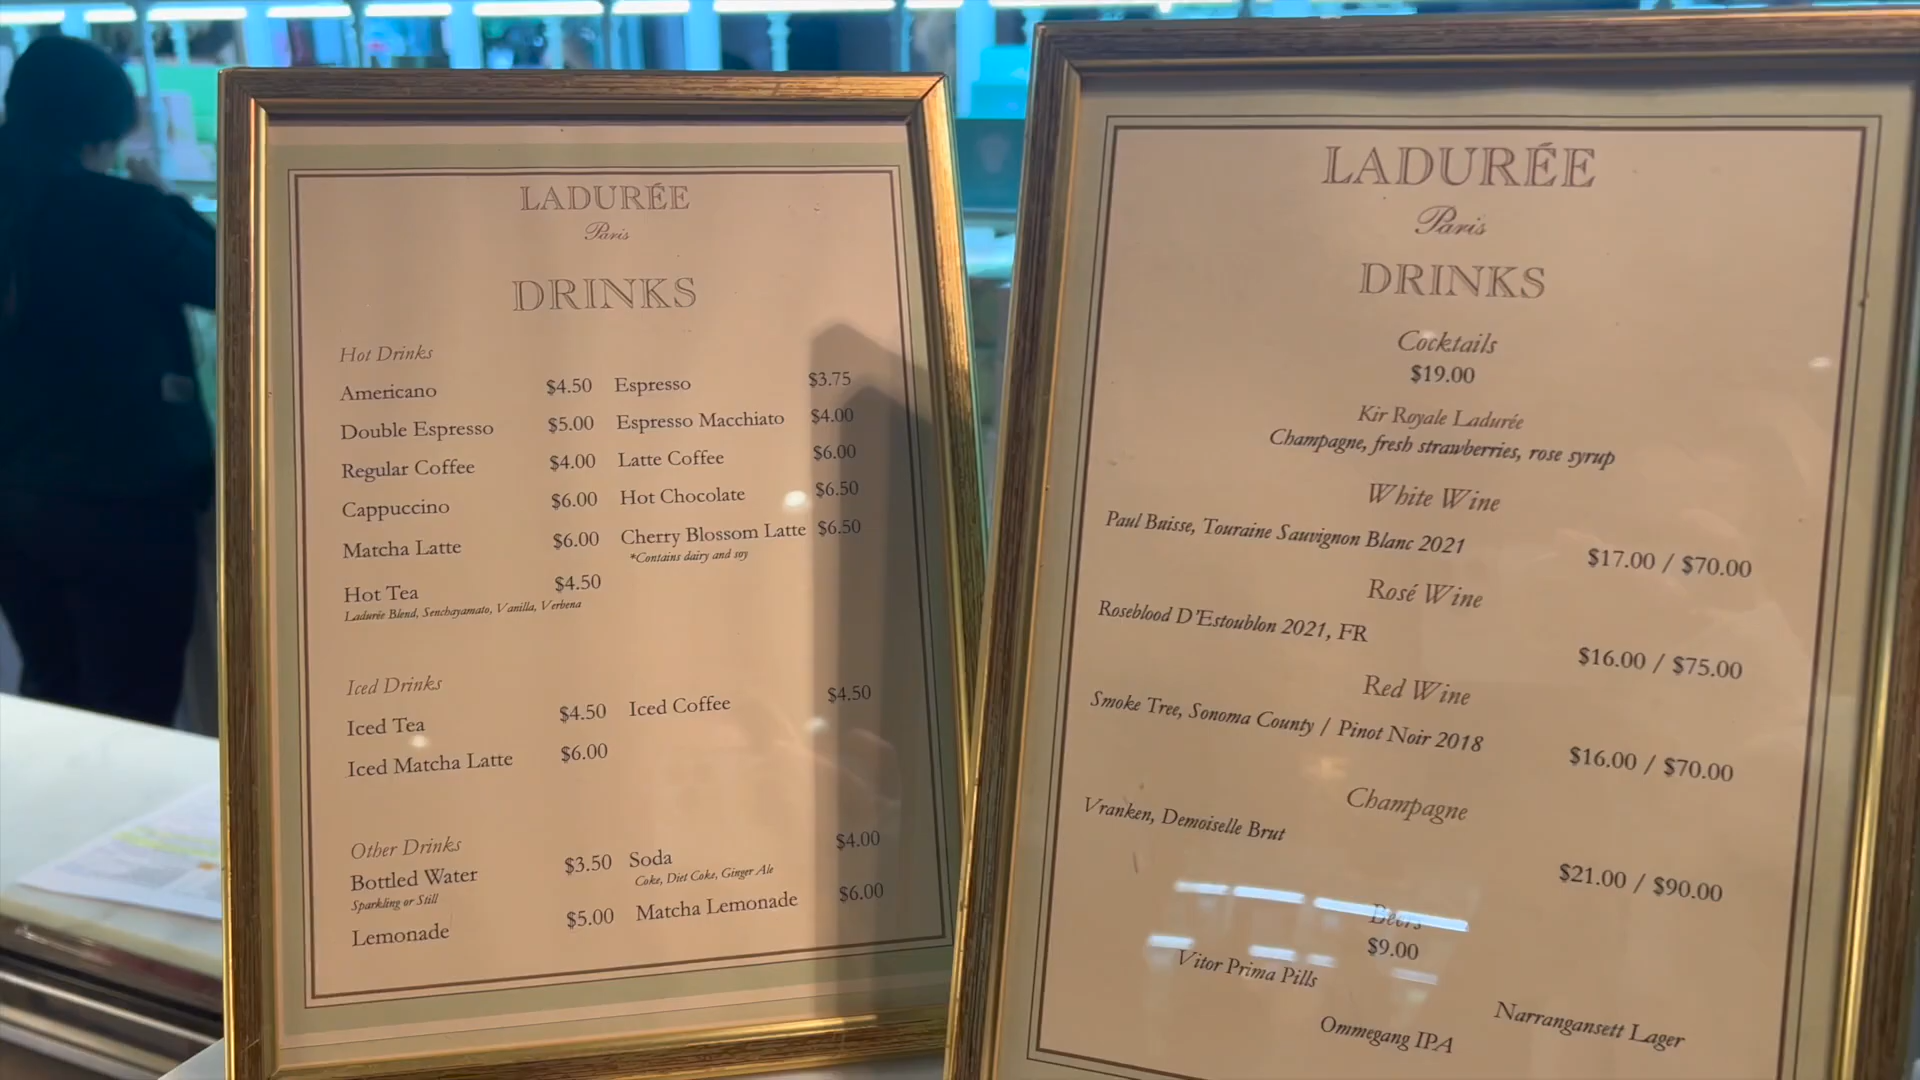 LADURÉE
Paris
DRINKS
Hot Drinks
Americano $4.50 Espresso $3.75
Double Espresso $5.00 Espresso Macchiato $4.00
Regular Coffee $4.00 Latte Coffee $6.00
Cappuccino $6.00 Hot Chocolate $6.50
Matcha Latte $6.00 Cherry Blossom Latte $6.50
*Contains dairy and soy
Hot Tea $4.50
Ladurée Blend, Senchayamato, Vanilla, Verbena
Iced Drinks
Iced Tea $4.50 Iced Coffee $4.50
Iced Matcha Latte $6.00
Other Drinks
Bottled Water $3.50 Soda $4.00
Sparkling or Still Coke, Diet Coke, Ginger Ale
Lemonade $5.00 Matcha Lemonade $6.00
LADURÉE
Paris
DRINKS
Cocktails
$19.00
Kir Royale Ladurée
Champagne, fresh strawberries, rose syrup
White Wine
Paul Buisse, Touraine Sauvignon Blanc 2021 $17.00 / $70.00
Rosé Wine
Roseblood D'Estoublon 2021, FR $16.00 / $75.00
Red Wine
Smoke Tree, Sonoma County / Pinot Noir 2018 $16.00 / $70.00
Champagne
Vranken, Demoiselle Brut $21.00 / $90.00
Beers
$9.00
Vitor Prima Pills Narrangansett Lager
Ommegang IPA